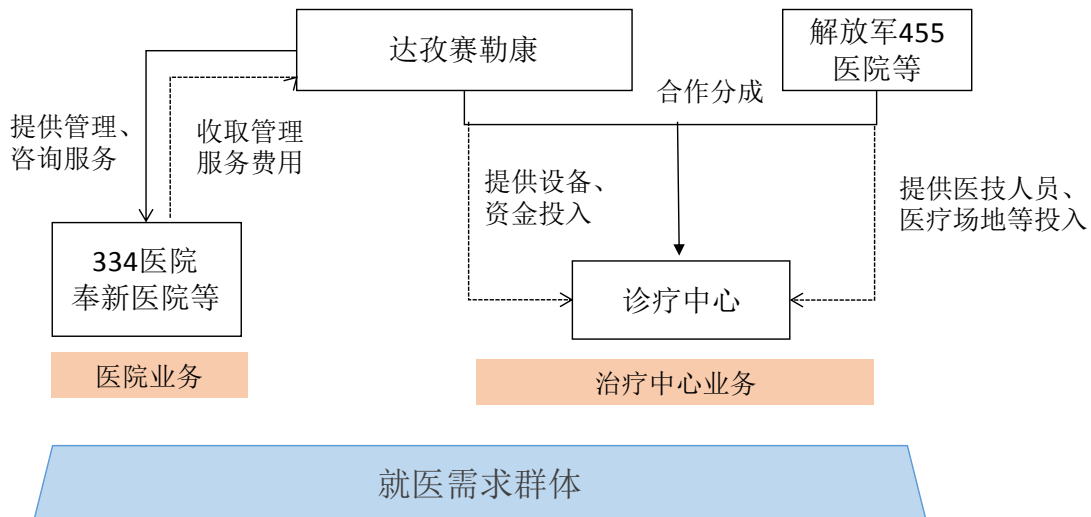 达孜赛勒康
解放军455
医院等
合作分成
提供管理、
咨询服务
收取管理
服务费用
提供设备、
资金投入
提供医技人员、
医疗场地等投入
334医院
奉新医院等
诊疗中心
医院业务
治疗中心业务
就医需求群体